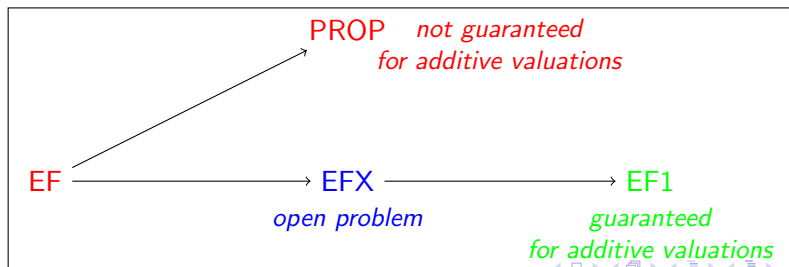 PROP not guaranteed
for additive valuations
EF
EFX
EF1
open problem
guaranteed
for additive valuations